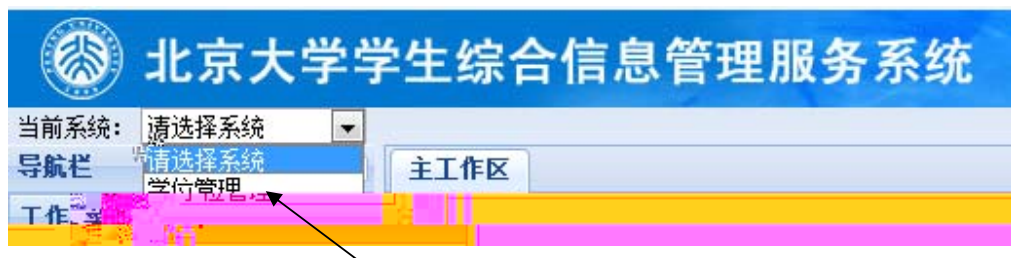 北京大学学生综合信息管理服务系统
当前系统： 请选择系统
导航栏 请选择系统 主工作区
学位管理
工作